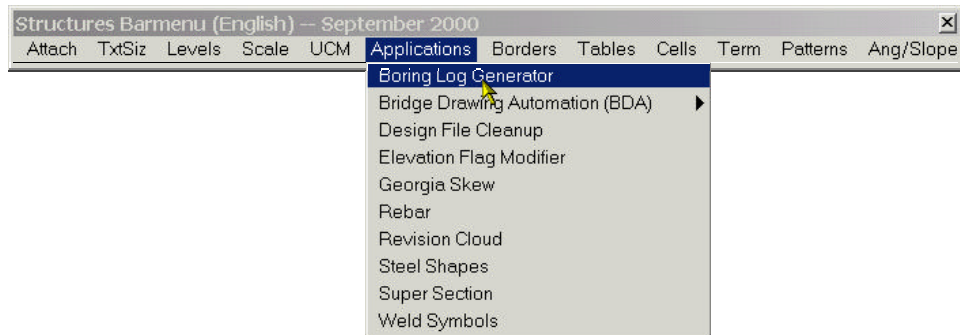 Structures Barmenu (English) -- September 2000
Attach TxtSiz Levels Scale UCM Applications Borders Tables Cells Term Patterns Ang/Slope
Boring Log Generator
Bridge Drawing Automation (BDA)
Design File Cleanup
Elevation Flag Modifier
Georgia Skew
Rebar
Revision Cloud
Steel Shapes
Super Section
Weld Symbols